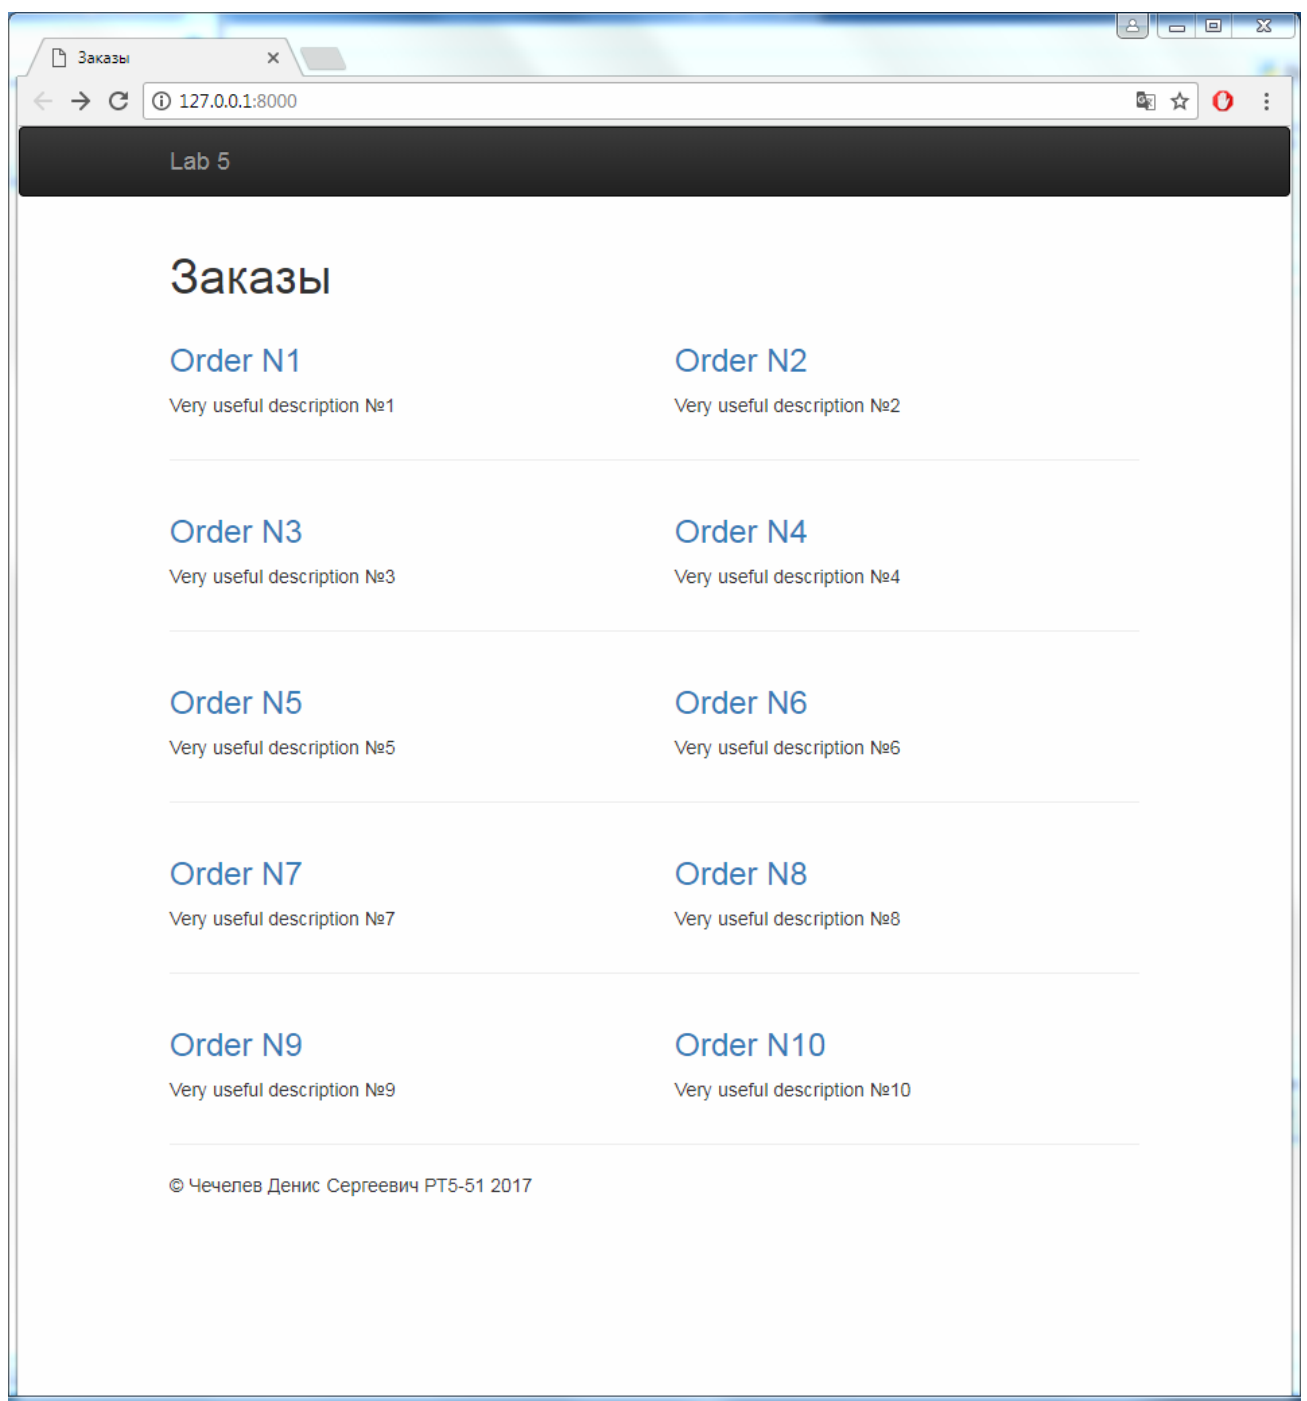 Заказы
127.0.0.1:8000
Lab 5
Заказы
Order N1
Very useful description №1
Order N2
Very useful description №2
Order N3
Very useful description №3
Order N4
Very useful description №4
Order N5
Very useful description №5
Order N6
Very useful description №6
Order N7
Very useful description №7
Order N8
Very useful description №8
Order N9
Very useful description №9
Order N10
Very useful description №10
© Чечелев Денис Сергеевич РТ5-51 2017